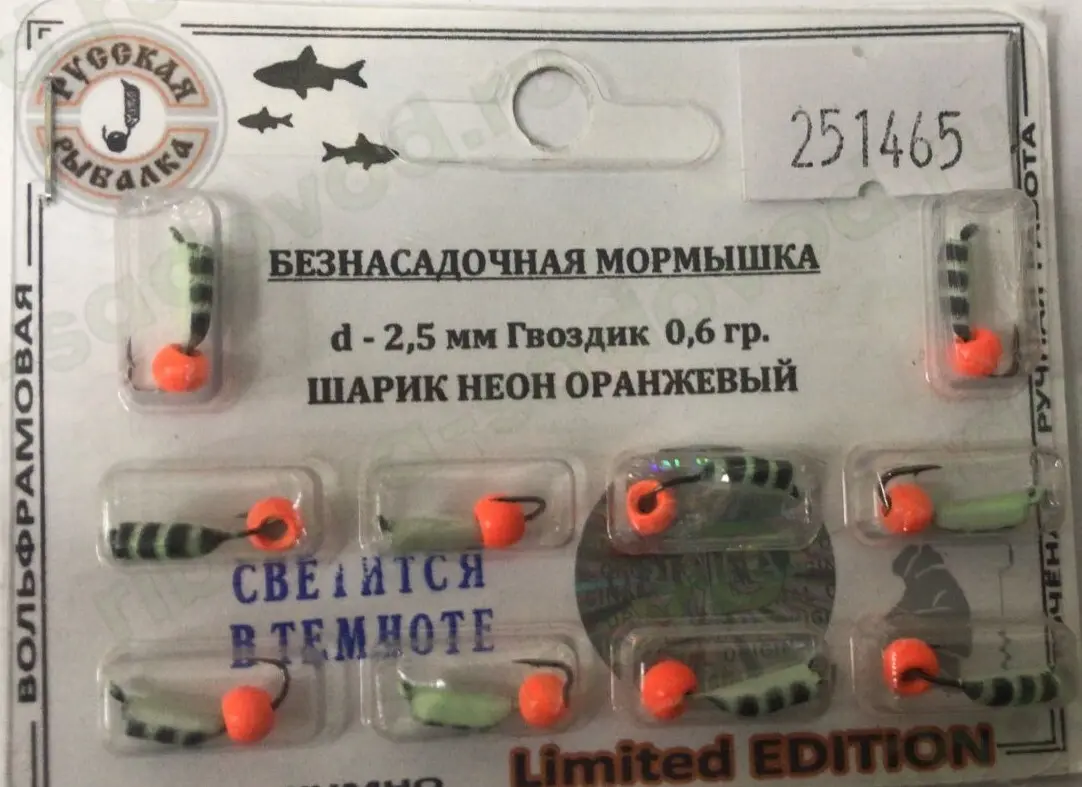 РУССКАЯ
РЫБАЛКА
251465
БЕЗНАСАДОЧНАЯ МОРМЫШКА
d - 2,5 мм Гвоздик 0,6 гр.
ШАРИК НЕОН ОРАНЖЕВЫЙ
ВОЛЬФРАМОВАЯ
СВЕТИТСЯ
В ТЕМНОТЕ
Limited EDITION